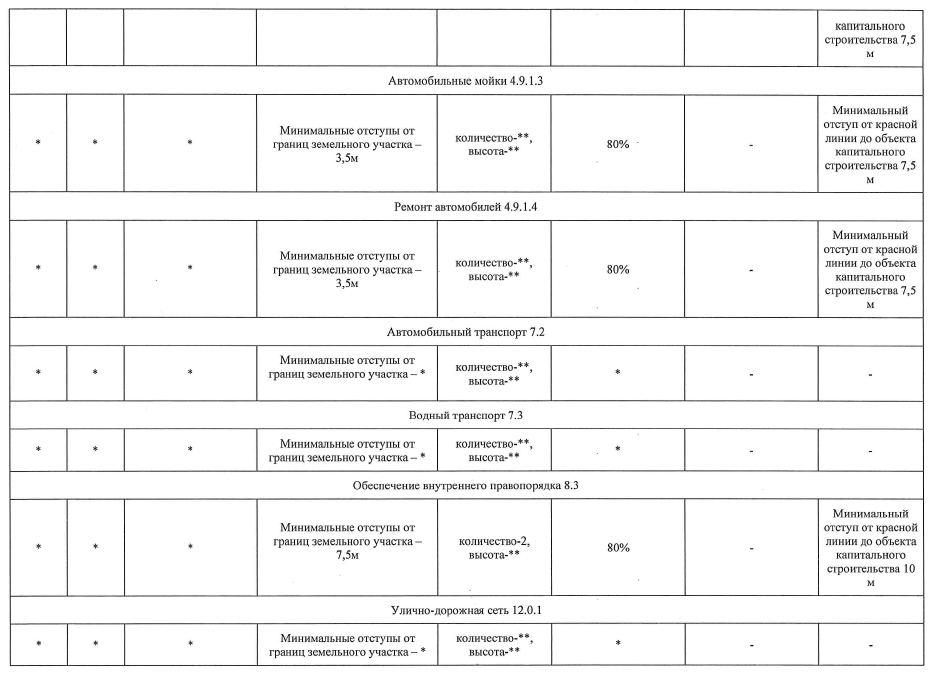 капитального
строительства 7,5
м
Автомобильные мойки 4.9.1.3
* * * Минимальные отступы от
границ земельного участка –
3,5м
количество-**,
высота-**
80%
-
Минимальный
отступ от красной
линии до объекта
капитального
строительства 7,5
м
Ремонт автомобилей 4.9.1.4
* * * Минимальные отступы от
границ земельного участка –
3,5м
количество-**,
высота-**
80%
-
Минимальный
отступ от красной
линии до объекта
капитального
строительства 7,5
м
Автомобильный транспорт 7.2
* * * Минимальные отступы от
границ земельного участка – *
количество-**,
высота-**
*
-
-
Водный транспорт 7.3
* * * Минимальные отступы от
границ земельного участка – *
количество-**,
высота-**
*
-
-
Обеспечение внутреннего правопорядка 8.3
* * * Минимальные отступы от
границ земельного участка –
7,5м
количество-2,
высота-**
80%
-
Минимальный
отступ от красной
линии до объекта
капитального
строительства 10
м
Улично-дорожная сеть 12.0.1
* * * Минимальные отступы от
границ земельного участка – *
количество-**,
высота-**
*
-
-